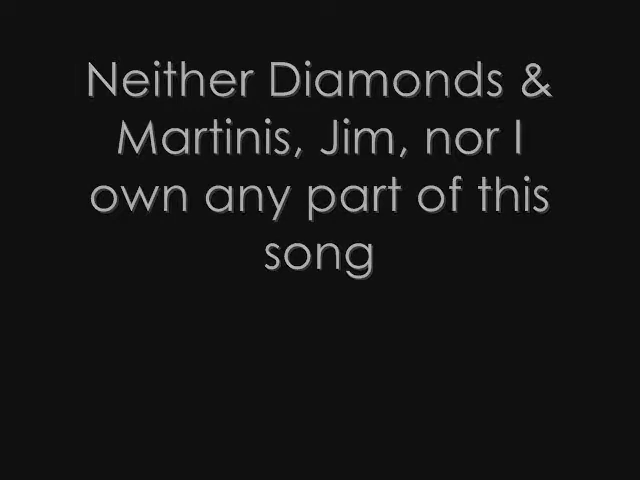 Neither Diamonds &
Martinis, Jim, nor I
own any part of this
song